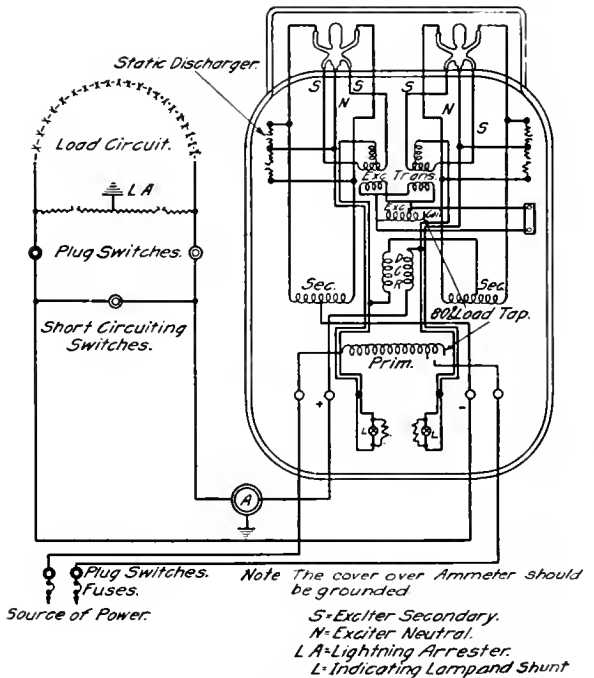 S S S
N N S
Static Discharger.
Load Circuit.
L A
Exc Trans.
Exc
Coil
Plug Switches.
D
C
R
Sec.
Sec.
80% Load Tap.
Short Circuiting
Switches.
Prim.
+
-
L
L
A
Plug Switches.
Fuses.
Source of Power.
Note The cover over Ammeter should
be grounded.
S=Exciter Secondary.
N=Exciter Neutral.
L A=Lightning Arrester.
L=Indicating Lamp and Shunt